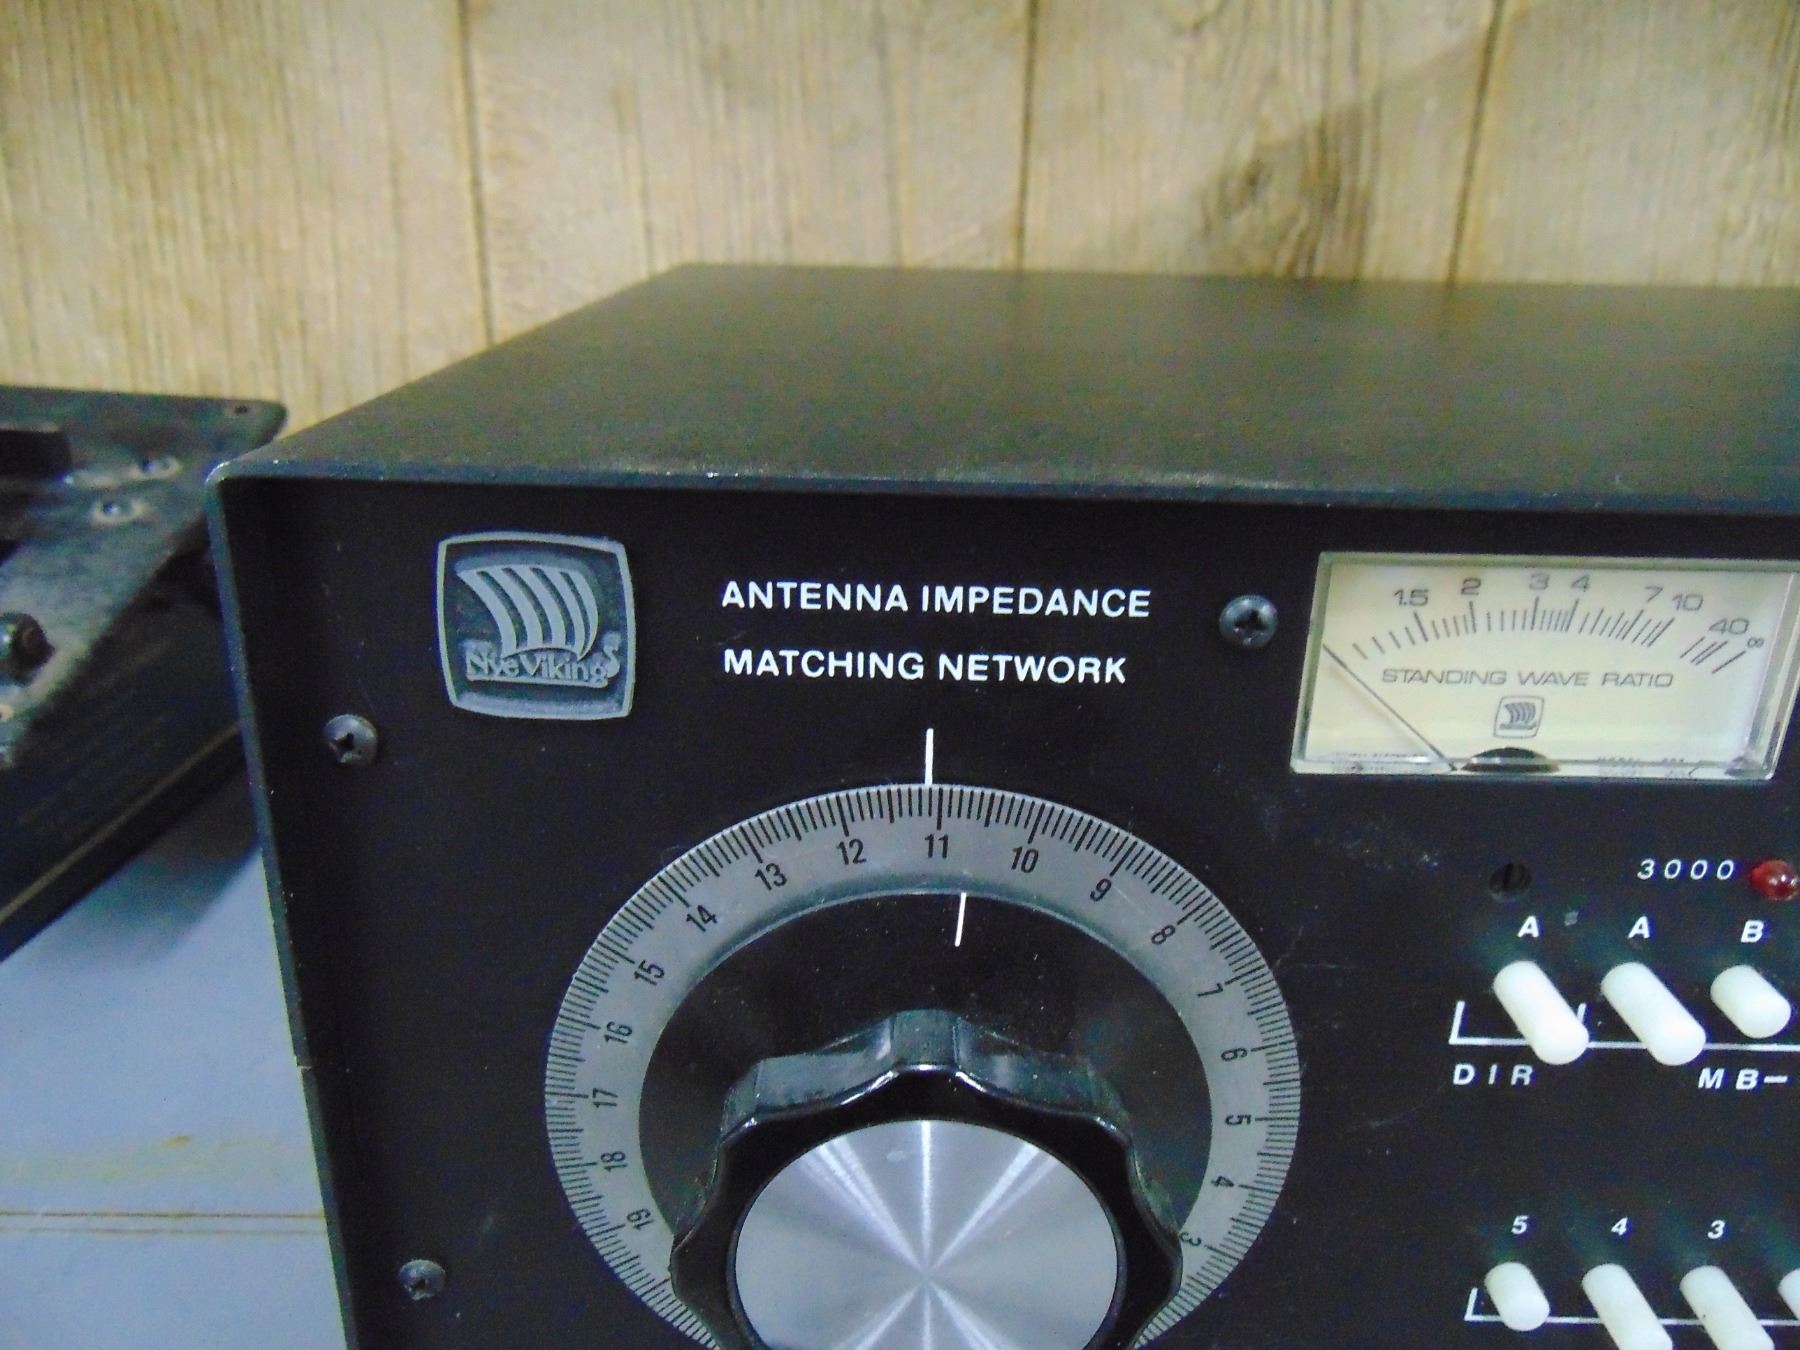 Nye Viking
ANTENNA IMPEDANCE
MATCHING NETWORK
1.5 2 3 4 7 10 40 ∞
STANDING WAVE RATIO
19 18 17 16 15 14 13 12 11 10 9 8 7 6 5 4 3
3000
A A B
DIR MB-
5 4 3